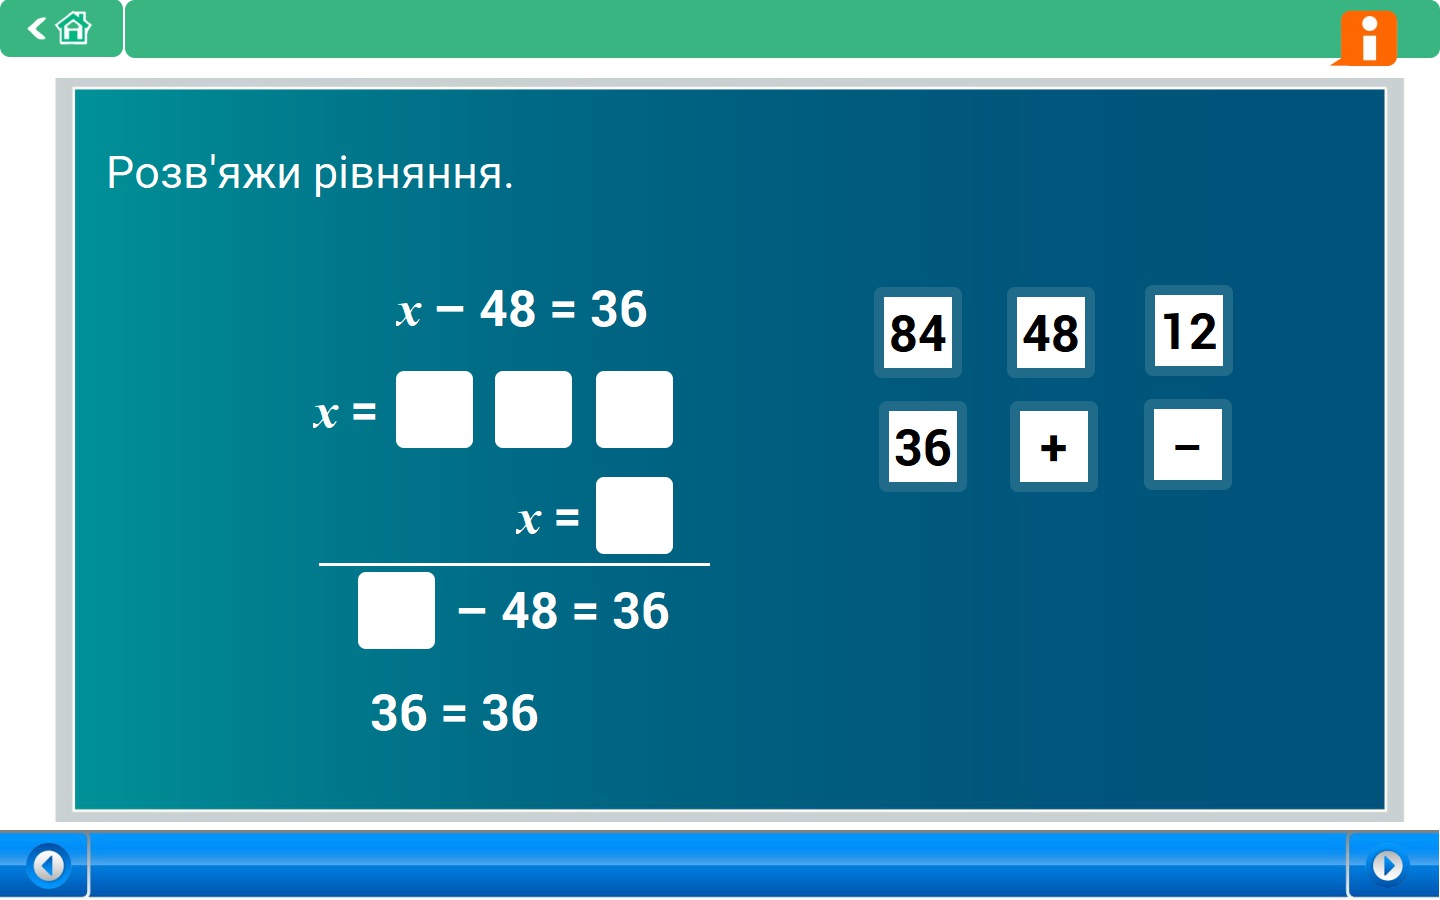 Розв'яжи рівняння.
x – 48 = 36
x =
x =
– 48 = 36
36 = 36
84 48 12
36 + –